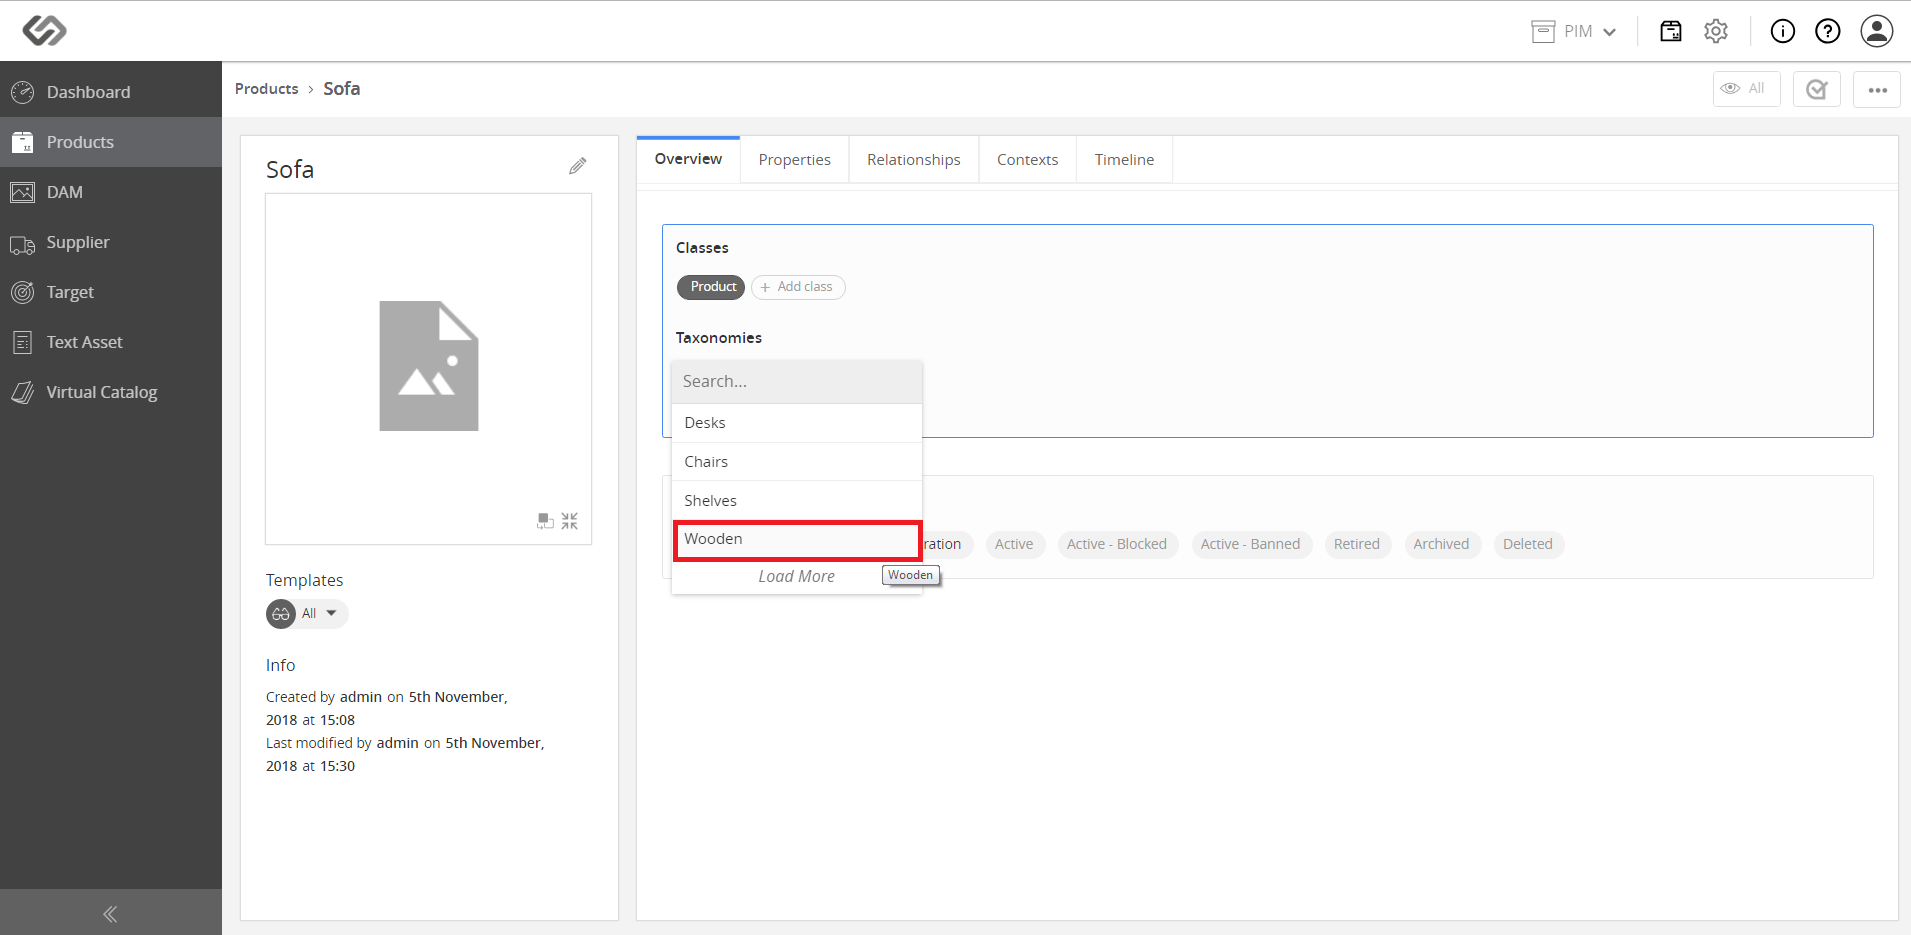 PIM
Dashboard
Products
DAM
Supplier
Target
Text Asset
Virtual Catalog
Products › Sofa
All
Sofa
Templates
All
Info
Created by admin on 5th November,
2018 at 15:08
Last modified by admin on 5th November,
2018 at 15:30
Overview Properties Relationships Contexts Timeline
Classes
Product + Add class
Taxonomies
Search...
Desks
Chairs
Shelves
Wooden
Load More
Wooden
ration Active Active - Blocked Active - Banned Retired Archived Deleted